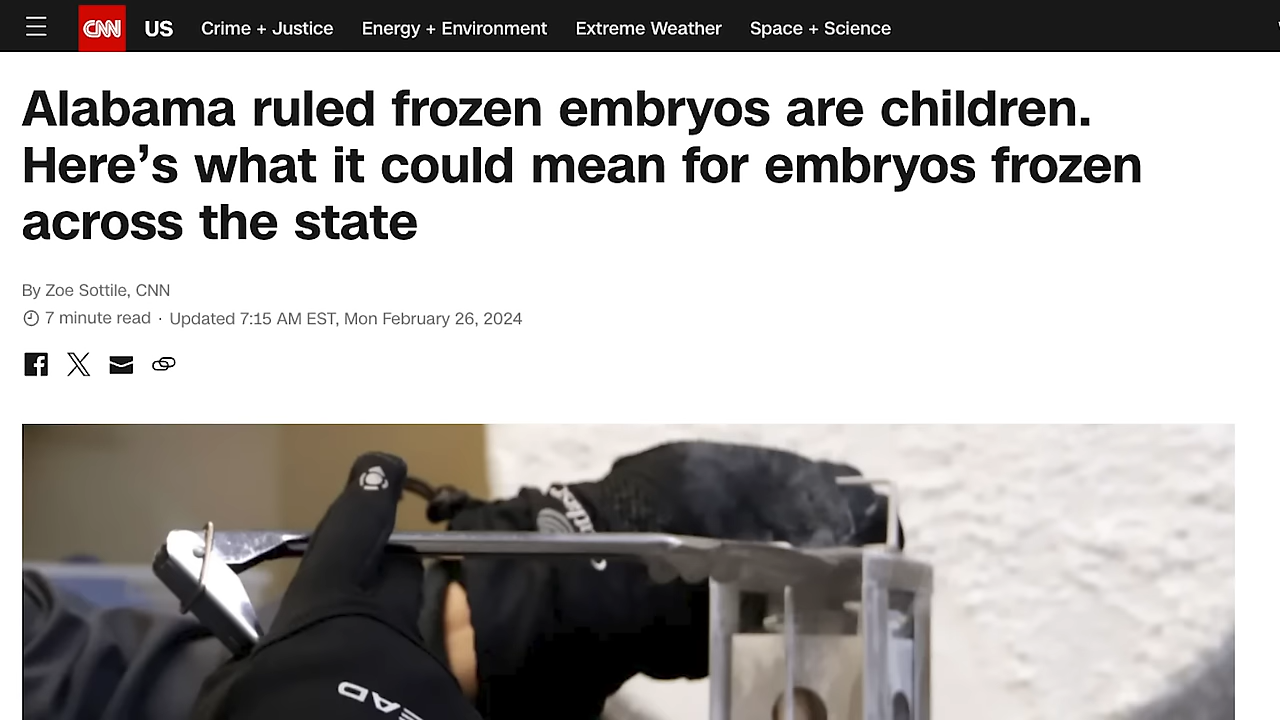 CNN US Crime + Justice Energy + Environment Extreme Weather Space + Science
Alabama ruled frozen embryos are children.
Here’s what it could mean for embryos frozen
across the state
By Zoe Sottile, CNN
7 minute read · Updated 7:15 AM EST, Mon February 26, 2024